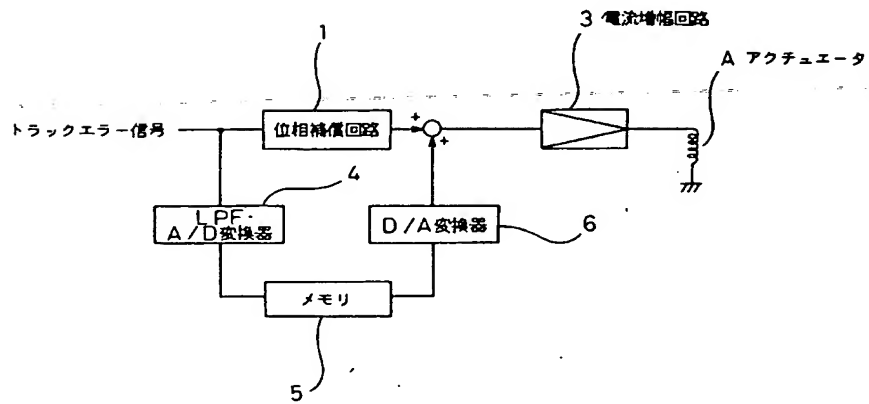 3 電流増幅回路
1
A アクチュエータ
トラックエラー信号
位相補償回路
+
+
4
LPF・
A/D変換器
D/A変換器
6
メモリ
5